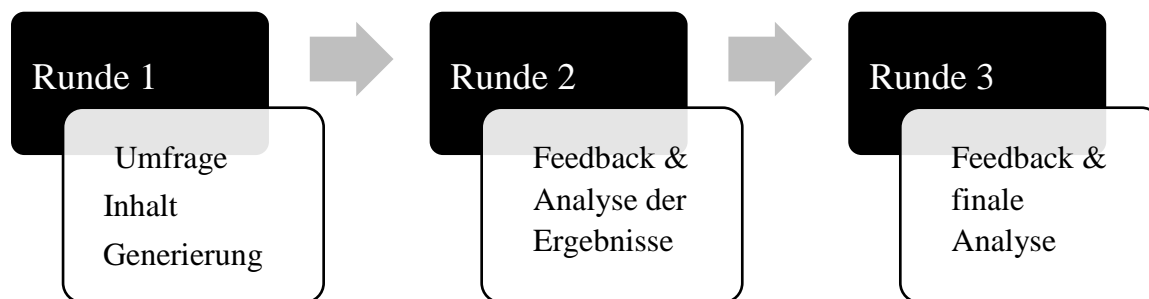 Runde 1
Umfrage
Inhalt
Generierung
Runde 2
Feedback &
Analyse der
Ergebnisse
Runde 3
Feedback &
finale
Analyse